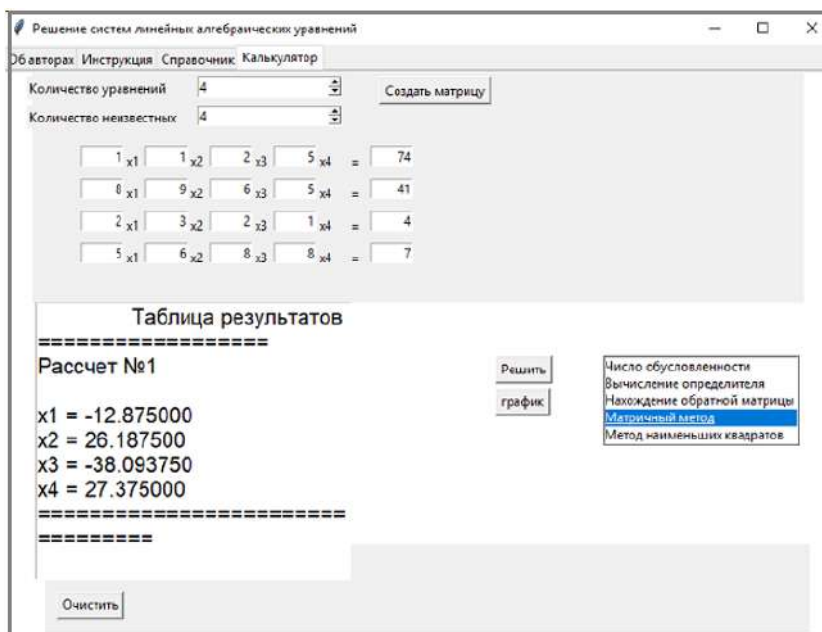 Решение систем линейных алгебраических уравнений
Об авторах Инструкция Справочник Калькулятор
Количество уравнений 4 Создать матрицу
Количество неизвестных 4
1 x1 1 x2 2 x3 5 x4 = 74
8 x1 9 x2 6 x3 5 x4 = 41
2 x1 3 x2 2 x3 1 x4 = 4
5 x1 6 x2 8 x3 8 x4 = 7
Таблица результатов
==================
Рассчет №1
x1 = -12.875000
x2 = 26.187500
x3 = -38.093750
x4 = 27.375000
========================
=========
Решить
график
Число обусловленности
Вычисление определителя
Нахождение обратной матрицы
Матричный метод
Метод наименьших квадратов
Очистить